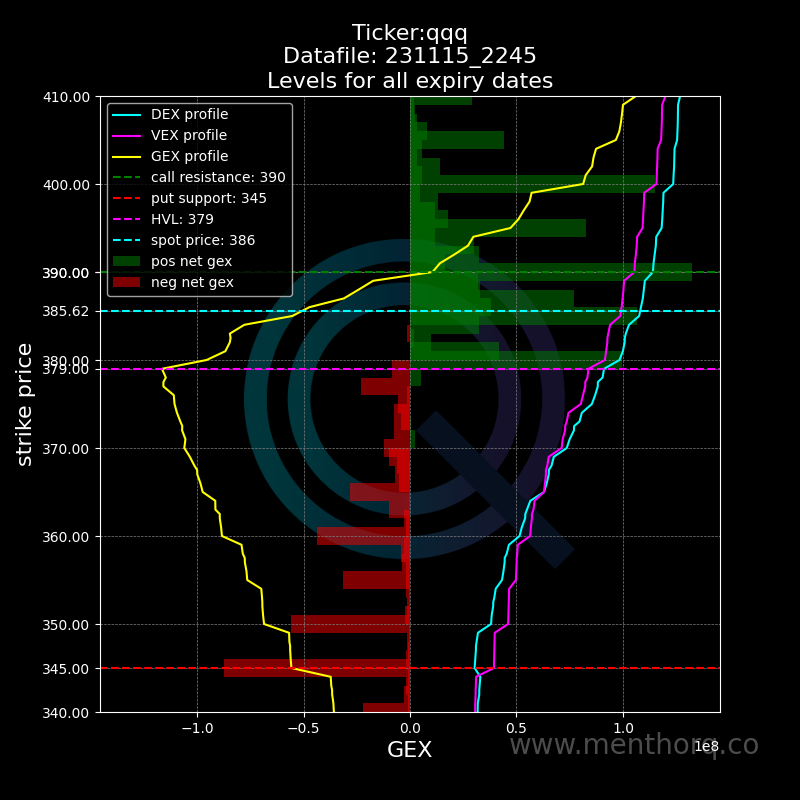 Ticker:qqq
Datafile: 231115_2245
Levels for all expiry dates
DEX profile
VEX profile
GEX profile
call resistance: 390
put support: 345
HVL: 379
spot price: 386
pos net gex
neg net gex
410.00
400.00
390.00
385.62
380.00
379.00
370.00
360.00
350.00
345.00
340.00
strike price
−1.0
−0.5
0.0
0.5
1.0
1e8
GEX
www.menthorq.co